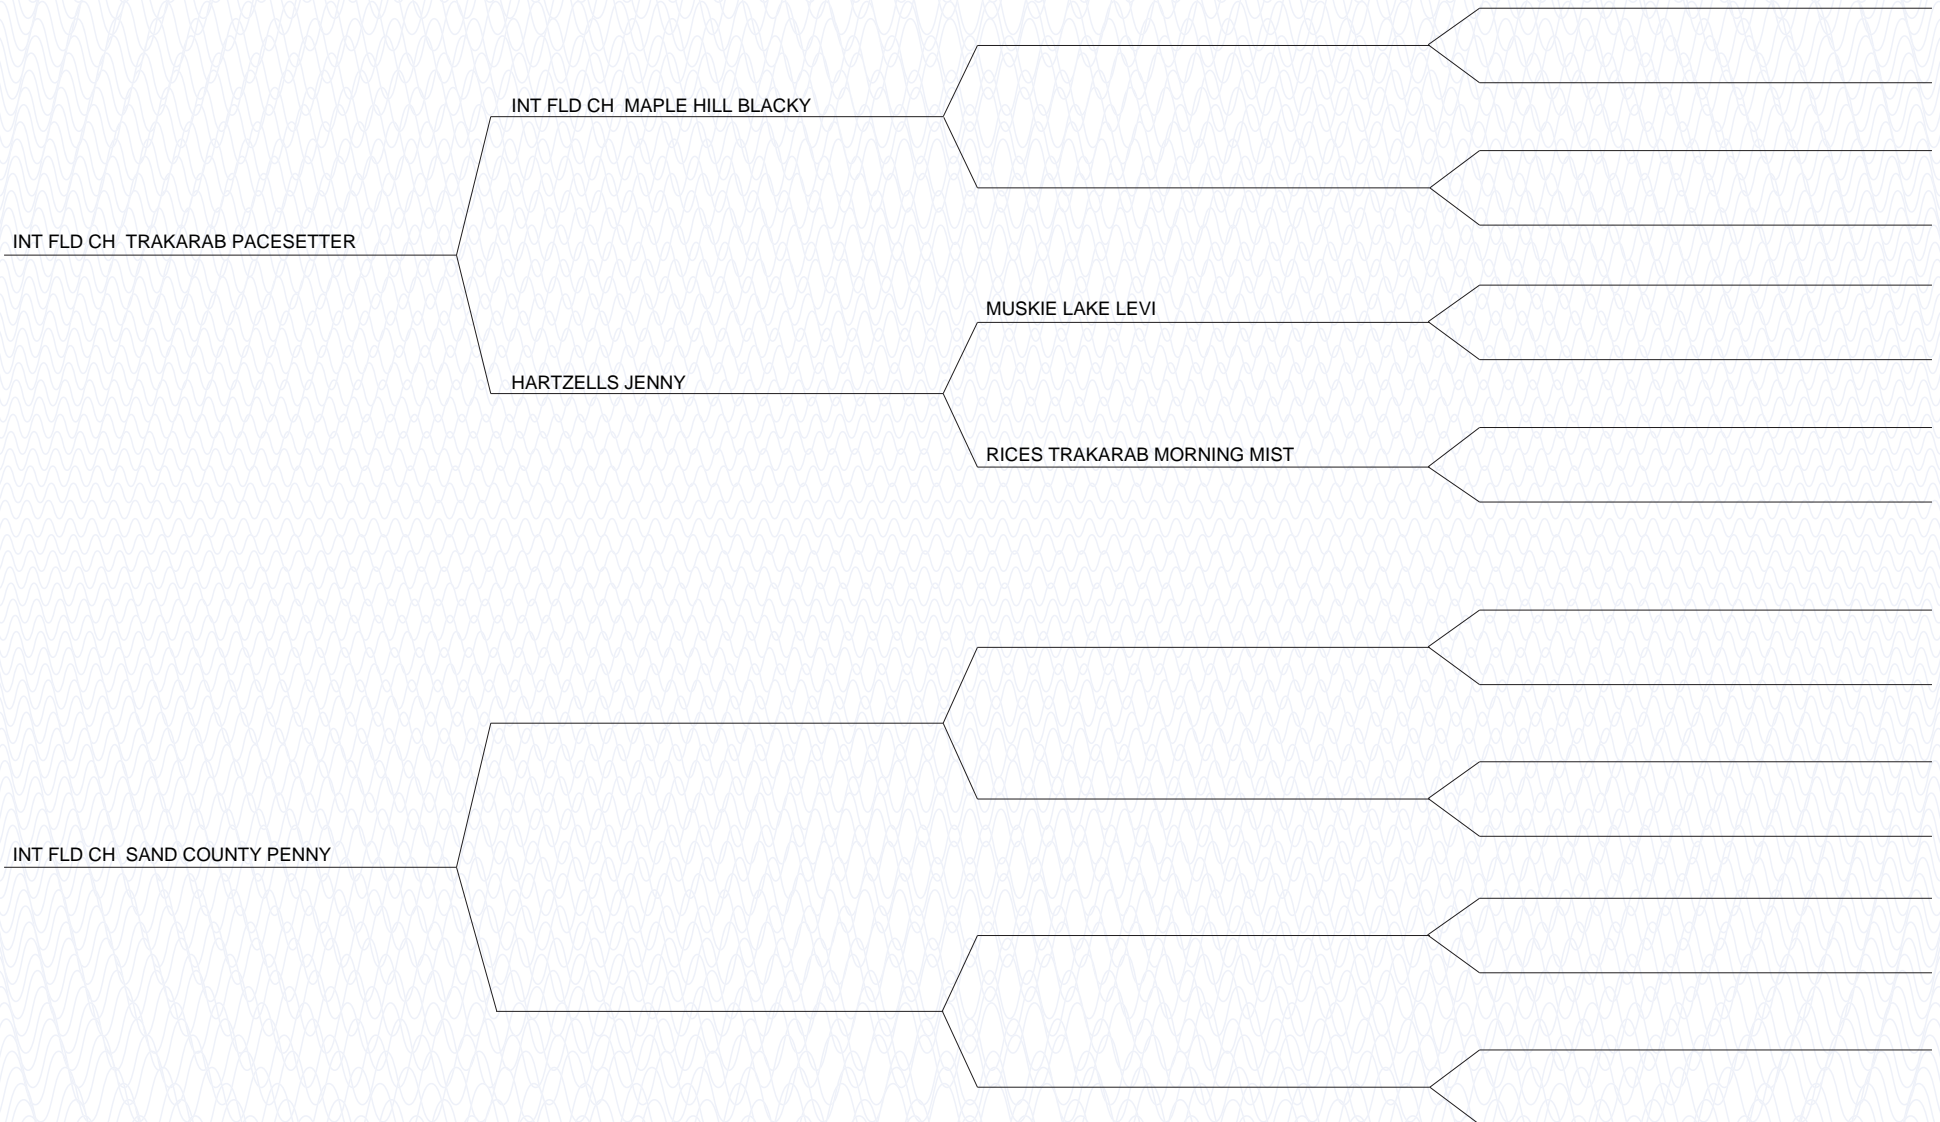 INT FLD CH  MAPLE HILL BLACKY
INT FLD CH  TRAKARAB PACESETTER
MUSKIE LAKE LEVI
HARTZELLS JENNY
RICES TRAKARAB MORNING MIST
INT FLD CH  SAND COUNTY PENNY